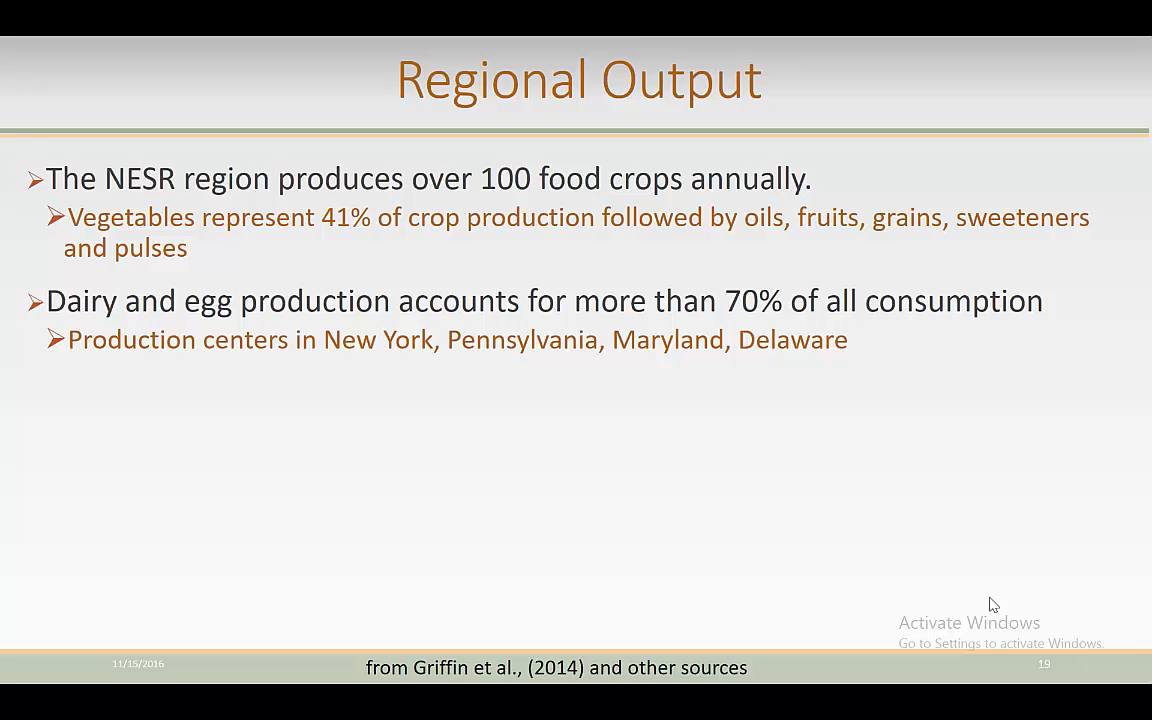 Regional Output
The NESR region produces over 100 food crops annually.
Vegetables represent 41% of crop production followed by oils, fruits, grains, sweeteners
and pulses
Dairy and egg production accounts for more than 70% of all consumption
Production centers in New York, Pennsylvania, Maryland, Delaware
Activate Windows
Go to Settings to activate Windows.
11/15/2016
from Griffin et al., (2014) and other sources
19